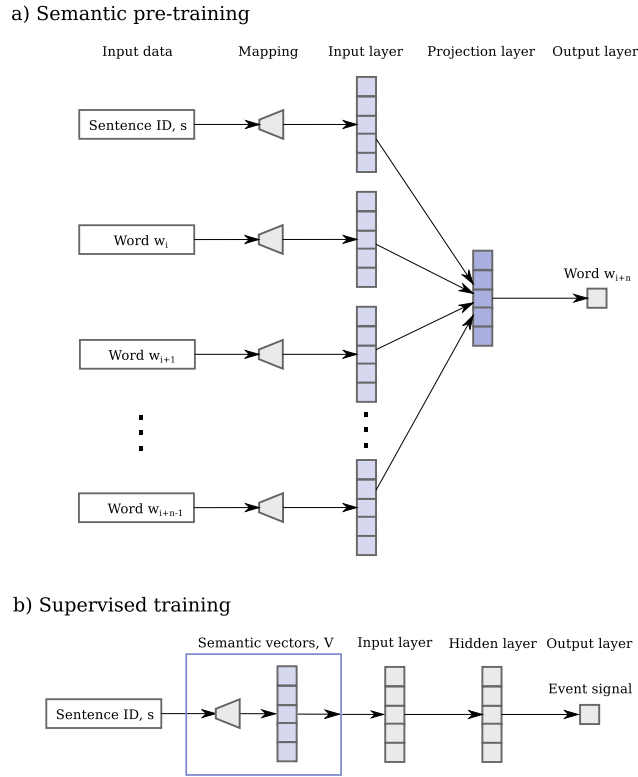 a) Semantic pre-training
Input data Mapping Input layer Projection layer Output layer
Sentence ID, s
Word wᵢ
Word wᵢ₊ₙ
Word wᵢ₊₁
Word wᵢ₊ₙ₋₁
b) Supervised training
Semantic vectors, V Input layer Hidden layer Output layer
Event signal
Sentence ID, s